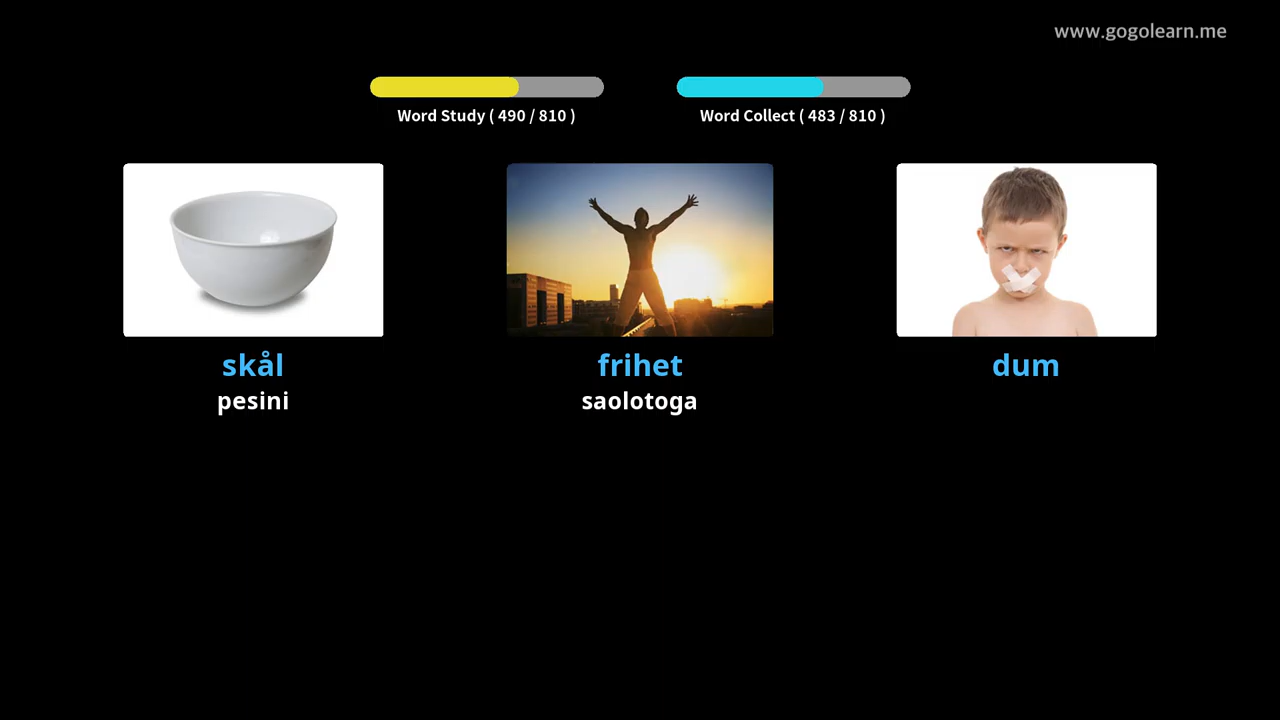 www.gogolearn.me
Word Study ( 490 / 810 )
Word Collect ( 483 / 810 )
skål
frihet
dum
pesini
saolotoga